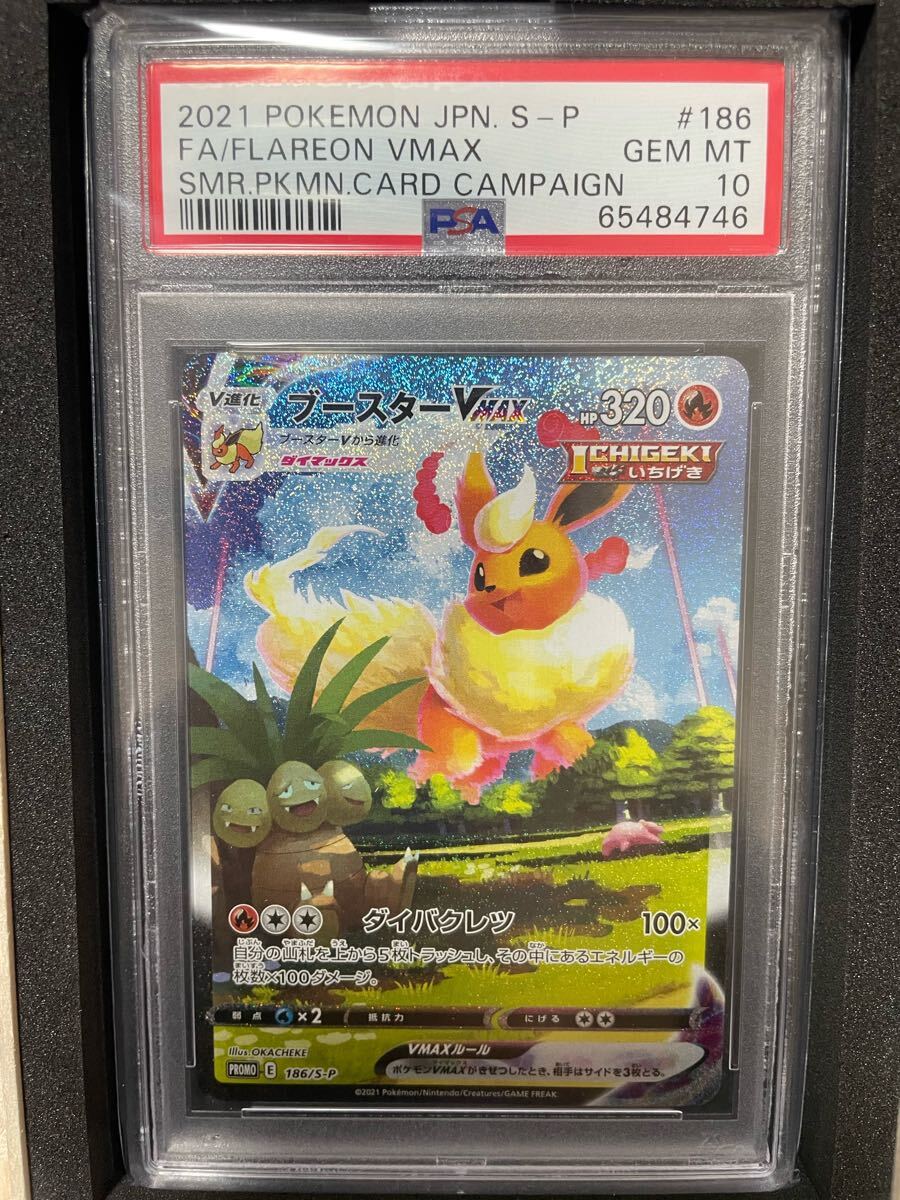 2021 POKEMON JPN. S-P #186
FA/FLAREON VMAX GEM MT
SMR.PKMN.CARD CAMPAIGN 10
PSA 65484746
V進化 ブースターVMAX HP320
ブースターVから進化
ダイマックス
ICHIGEKI
いちげき
ダイバクレツ 100×
自分の山札を上から5枚トラッシュし、その中にあるエネルギーの
枚数×100ダメージ。
弱点 ×2 抵抗力 にげる
VMAXルール
ポケモンVMAXがきぜつしたとき、相手はサイドを3枚とる。
Illus. OKACHEKE
PROMO E 186/S-P
©2021 Pokémon/Nintendo/Creatures/GAME FREAK